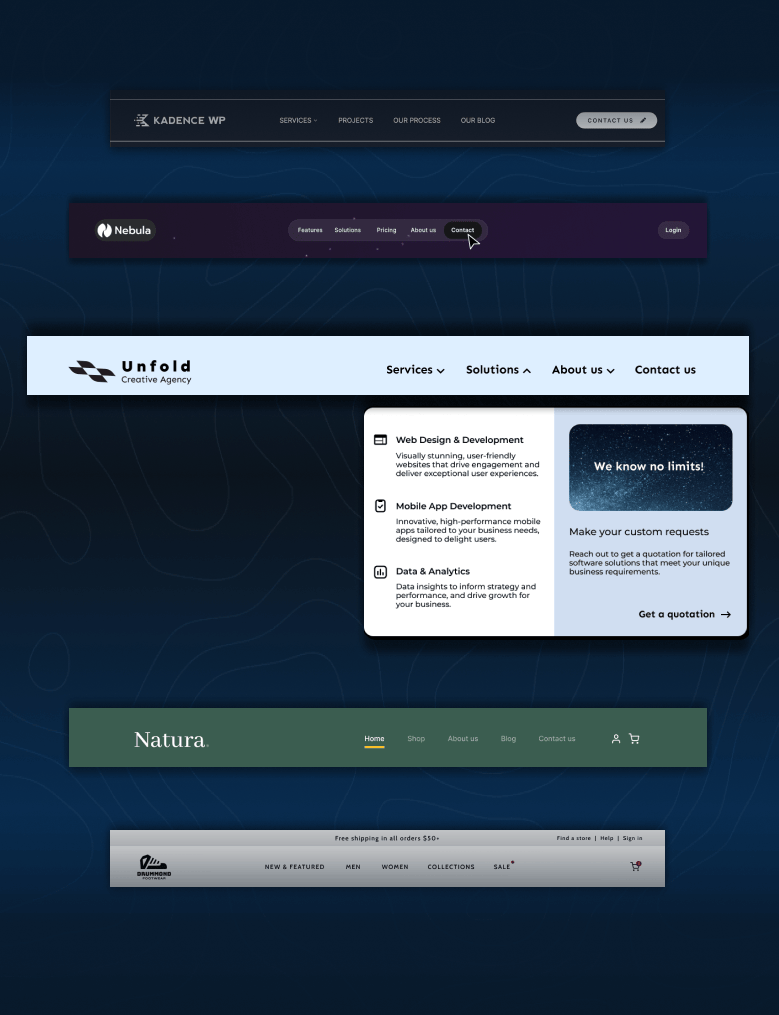 KADENCE WP SERVICES PROJECTS OUR PROCESS OUR BLOG CONTACT US
Nebula Features Solutions Pricing About us Contact Login
Unfold
Creative Agency
Services Solutions About us Contact us
Web Design & Development
Visually stunning, user-friendly
websites that drive engagement and
deliver exceptional user experiences.
Mobile App Development
Innovative, high-performance mobile
apps tailored to your business needs,
designed to delight users.
Data & Analytics
Data insights to inform strategy and
performance, and drive growth for
your business.
We know no limits!
Make your custom requests
Reach out to get a quotation for tailored
software solutions that meet your unique
business requirements.
Get a quotation →
Natura. Home Shop About us Blog Contact us
Free shipping in all orders $50+ Find a store | Help | Sign in
DRUMMOND
FOOTWEAR
NEW & FEATURED MEN WOMEN COLLECTIONS SALE